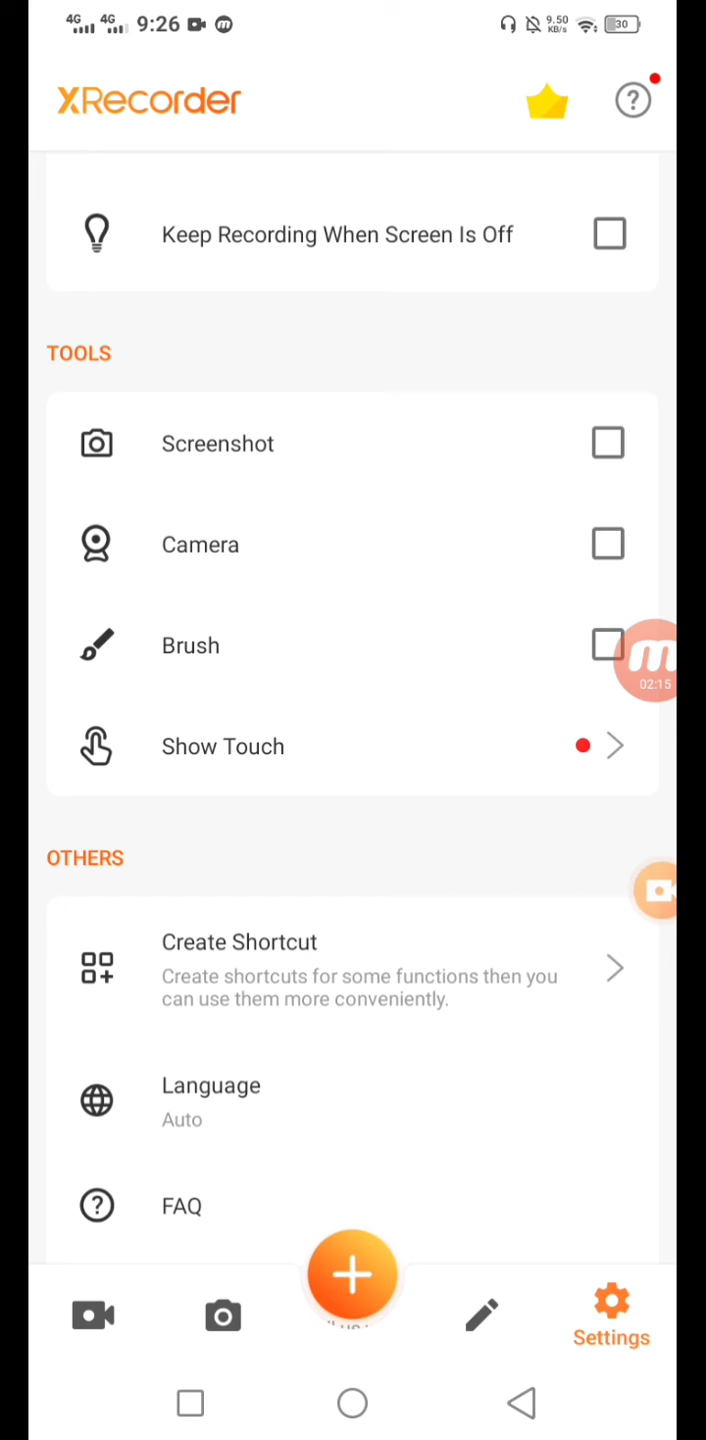 4G 4G 9:26 9.50 KB/s 30
XRecorder
Keep Recording When Screen Is Off
TOOLS
Screenshot
Camera
Brush
02:15
Show Touch
OTHERS
Create Shortcut
Create shortcuts for some functions then you
can use them more conveniently.
Language
Auto
FAQ
Settings